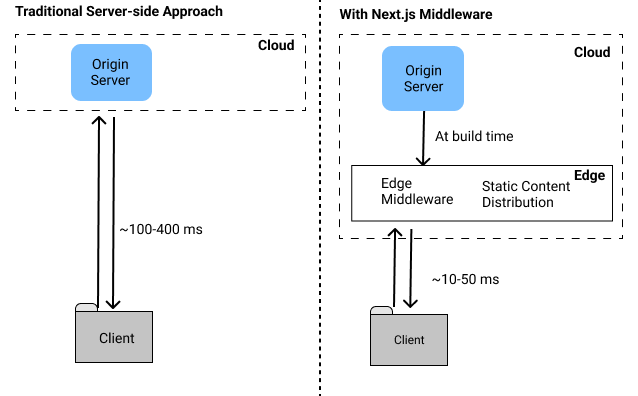 Traditional Server-side Approach
Cloud
Origin
Server
~100-400 ms
Client
With Next.js Middleware
Cloud
Origin
Server
At build time
Edge
Edge
Middleware
Static Content
Distribution
~10-50 ms
Client